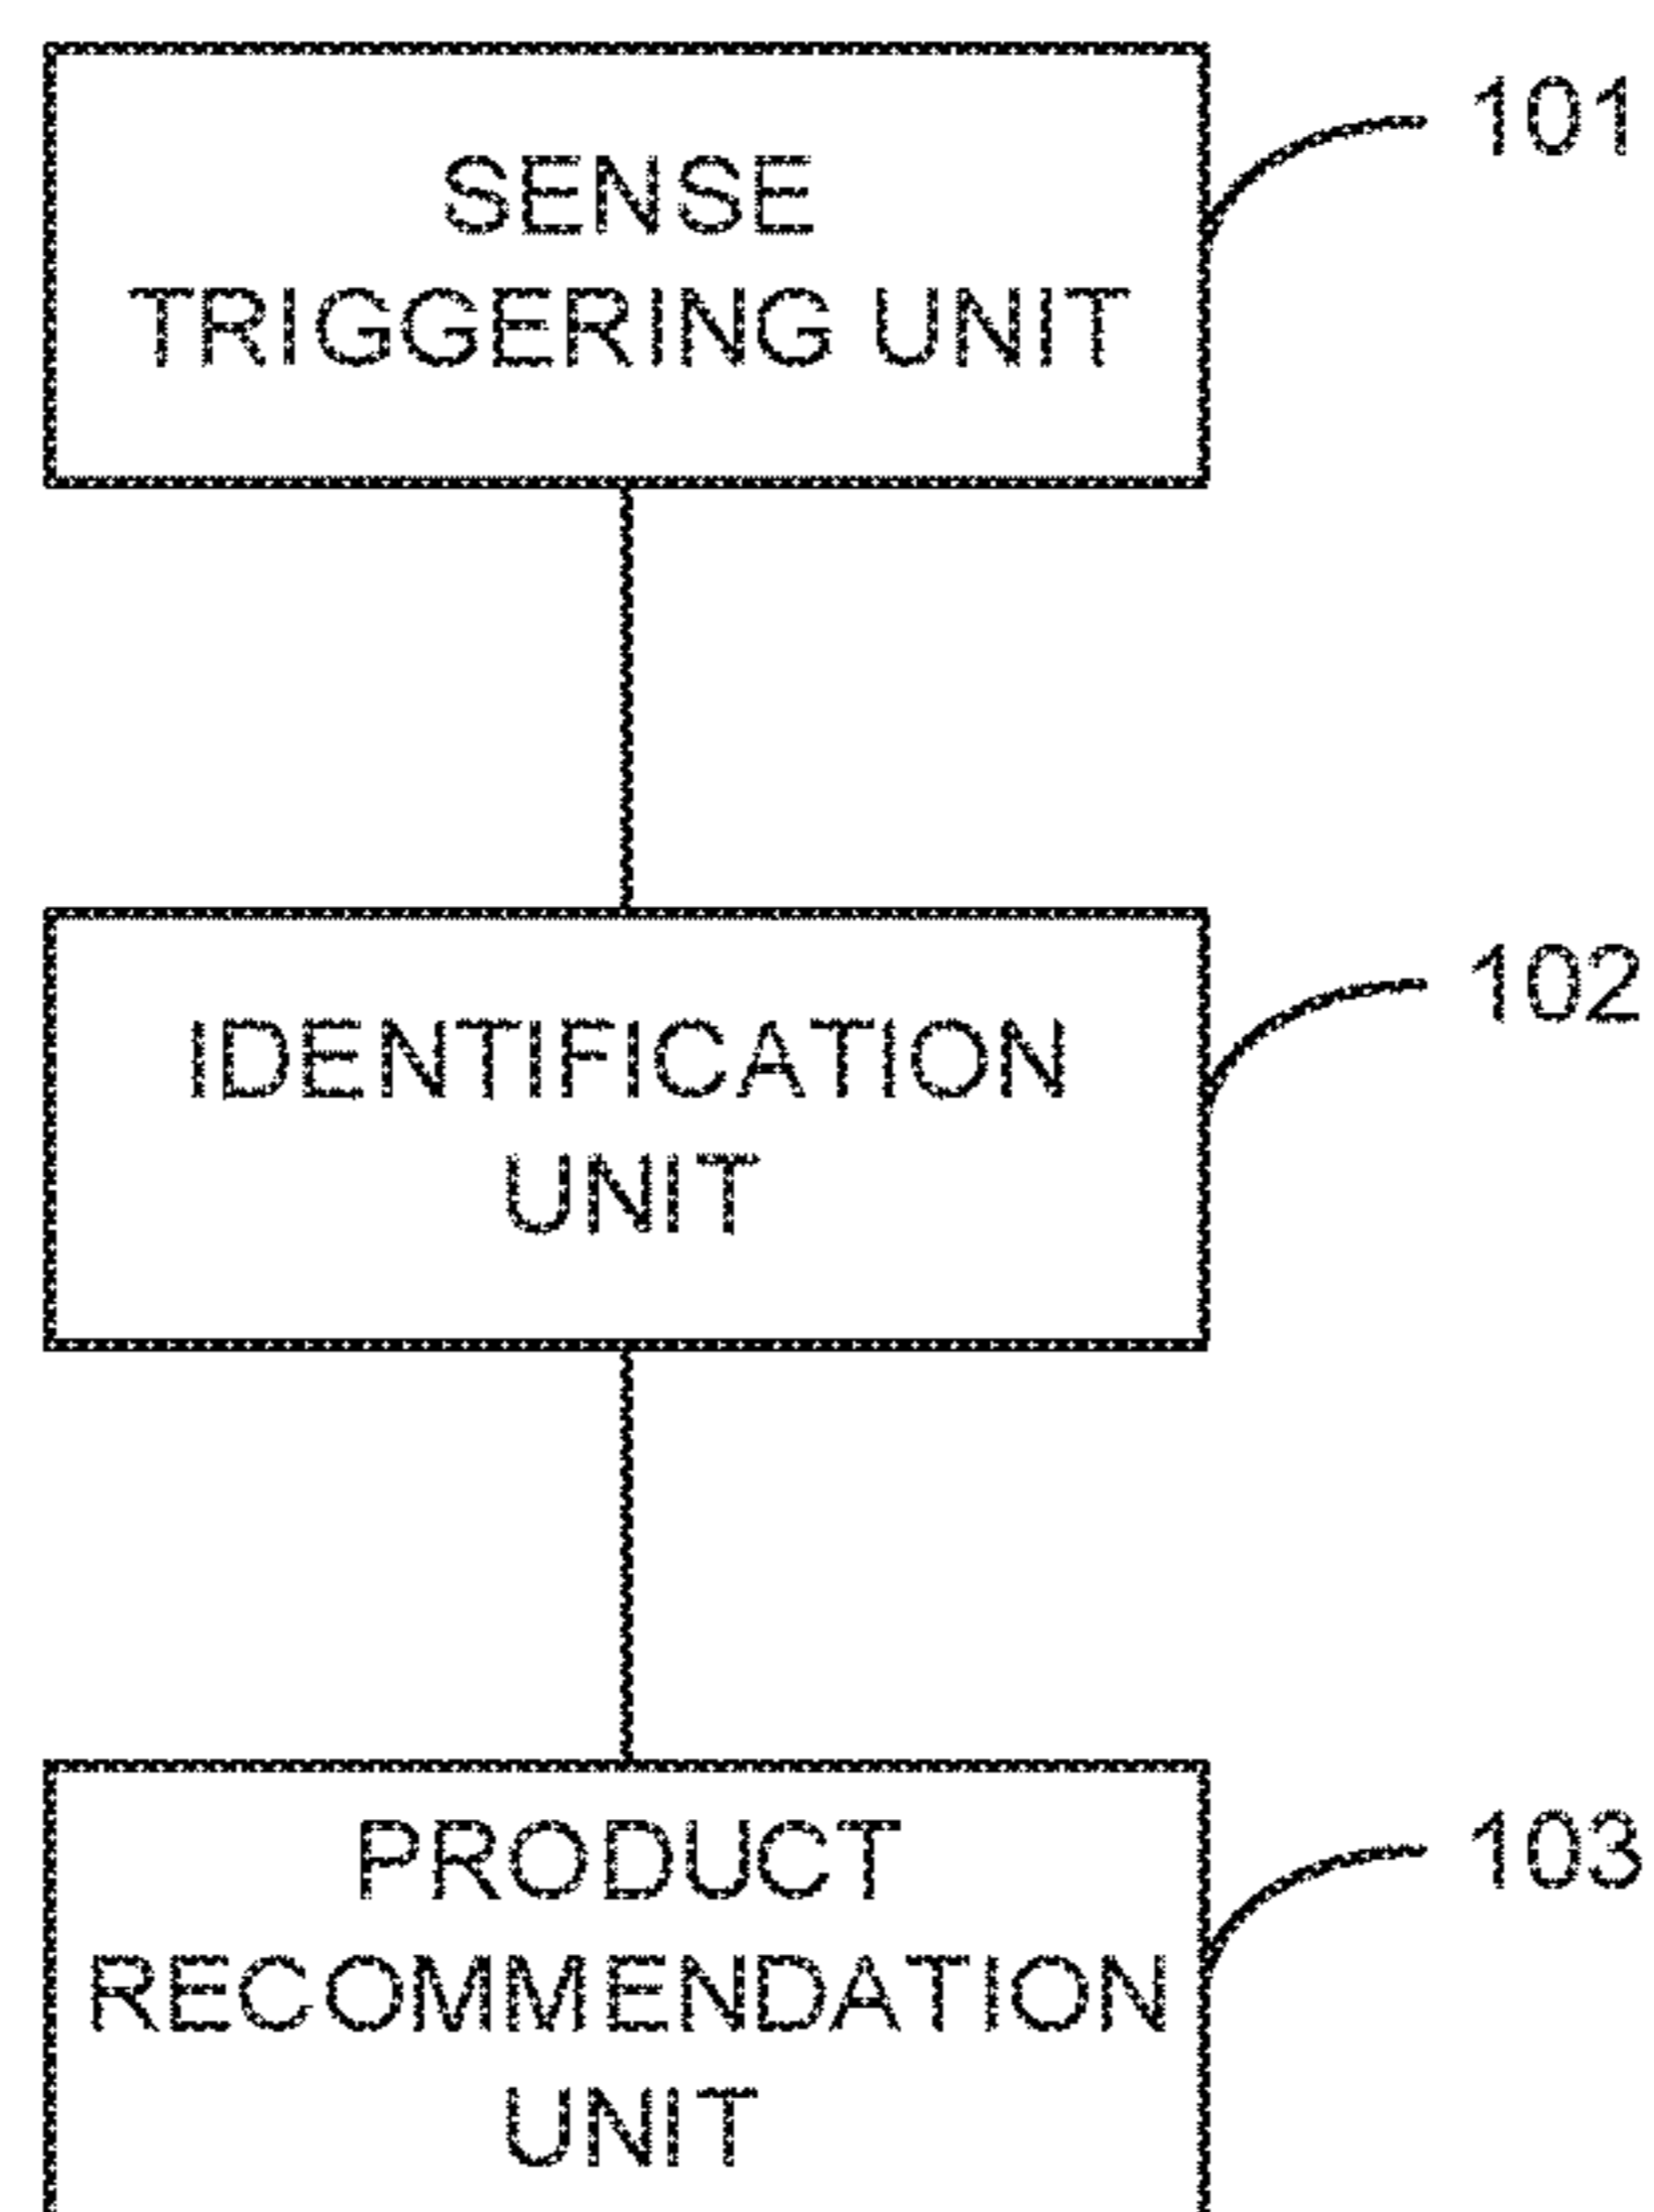 SENSE
TRIGGERING UNIT
101
IDENTIFICATION
UNIT
102
PRODUCT
RECOMMENDATION
UNIT
103